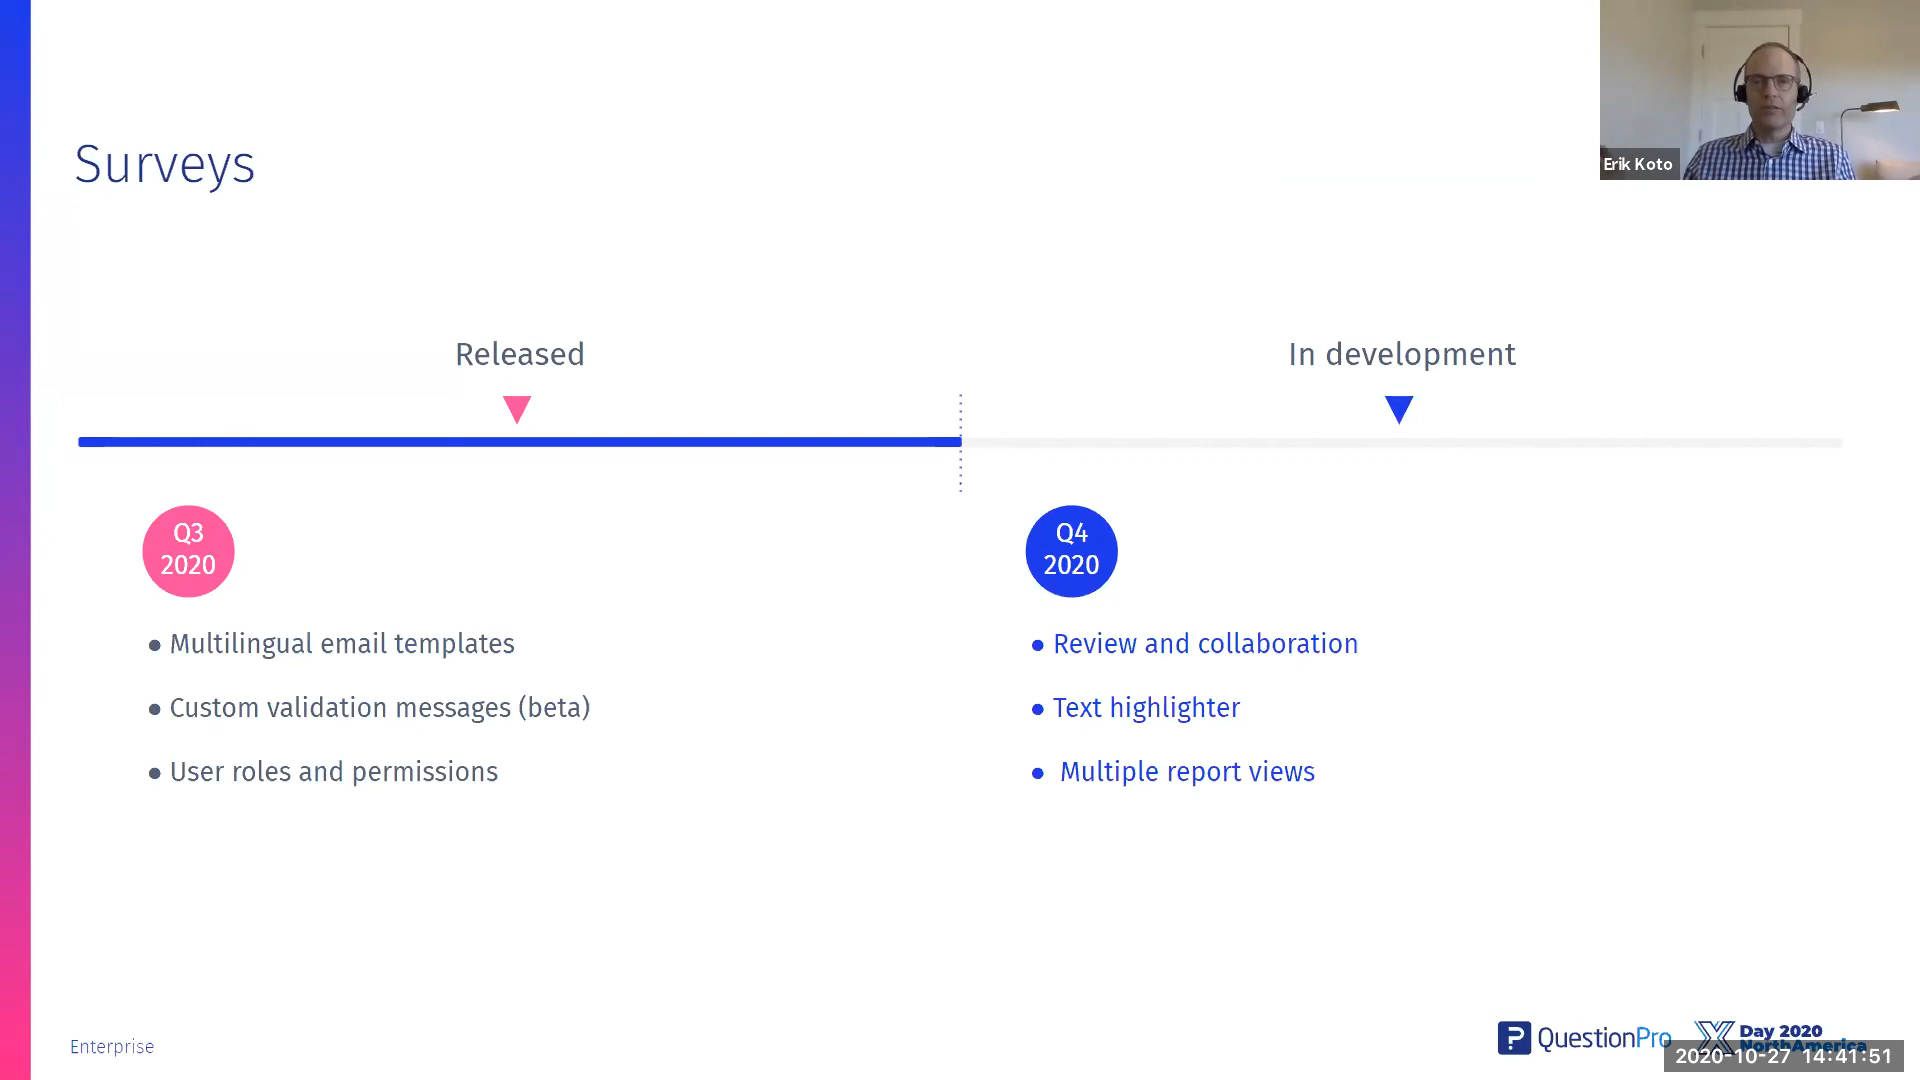 Erik Koto
Surveys
Released
In development
Q3
2020
Q4
2020
● Multilingual email templates
● Custom validation messages (beta)
● User roles and permissions
● Review and collaboration
● Text highlighter
● Multiple report views
Enterprise
QuestionPro
X Day 2020
NorthAmerica
2020-10-27 14:41:51